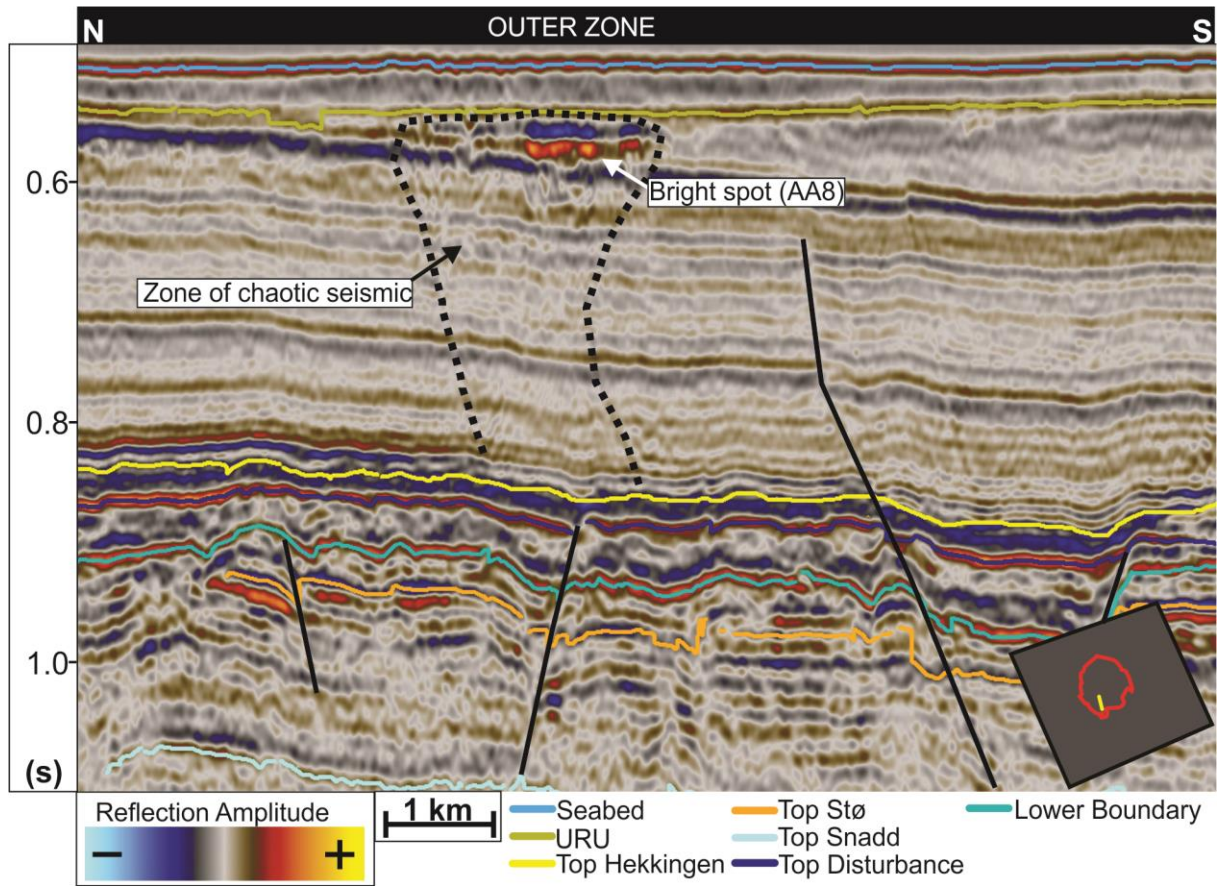 OUTER ZONE
N
S
0.6
Bright spot (AA8)
Zone of chaotic seismic
0.8
1.0
(s)
Reflection Amplitude
− +
1 km
Seabed
URU
Top Hekkingen
Top Stø
Top Snadd
Top Disturbance
Lower Boundary